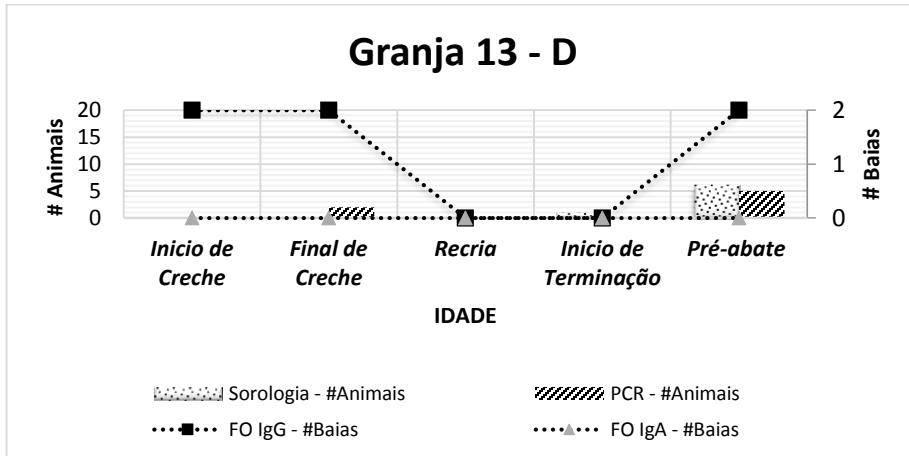 Granja 13 - D
# Animais
20
15
10
5
0
2
1
0
# Baias
Inicio de Creche
Final de Creche
Recria
Inicio de Terminação
Pré-abate
IDADE
Sorologia - #Animais
PCR - #Animais
FO IgG - #Baias
FO IgA - #Baias